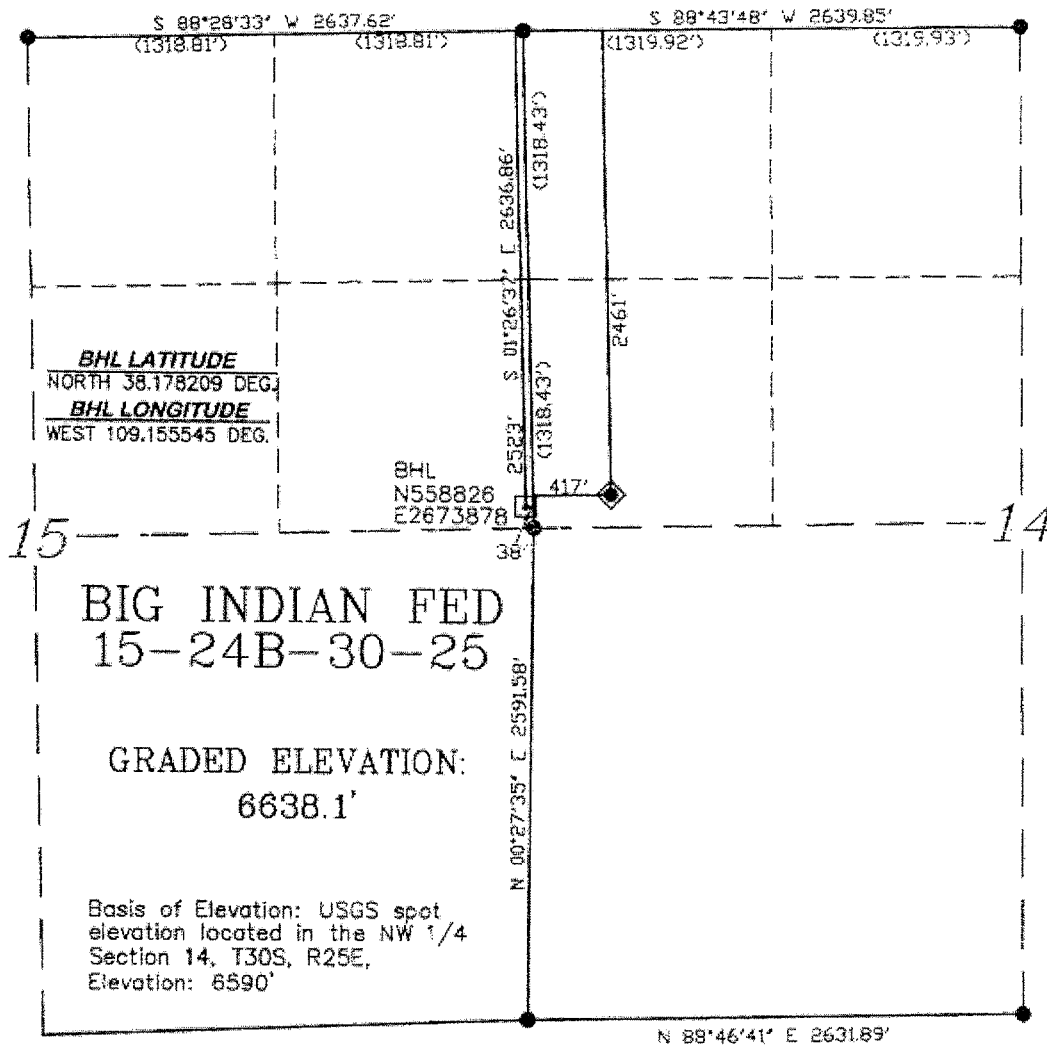 S 88°28'33" W 2637.62'
S 88°43'48" W 2639.85'
(1318.81')
(1318.81')
(1319.92')
(1319.93')
(1318.43')
S 01°26'37" E 2636.86'
2461'
BHL LATITUDE
NORTH 38.178209 DEG.
BHL LONGITUDE
WEST 109.155545 DEG.
(1318.43')
2523'
BHL
N558826
E2673878
417'
15
14
38'
BIG INDIAN FED
15-24B-30-25
N 00°27'35" E 2591.58'
GRADED ELEVATION:
6638.1'
Basis of Elevation: USGS spot
elevation located in the NW 1/4
Section 14, T30S, R25E,
Elevation: 6590'
N 89°46'41" E 2631.89'